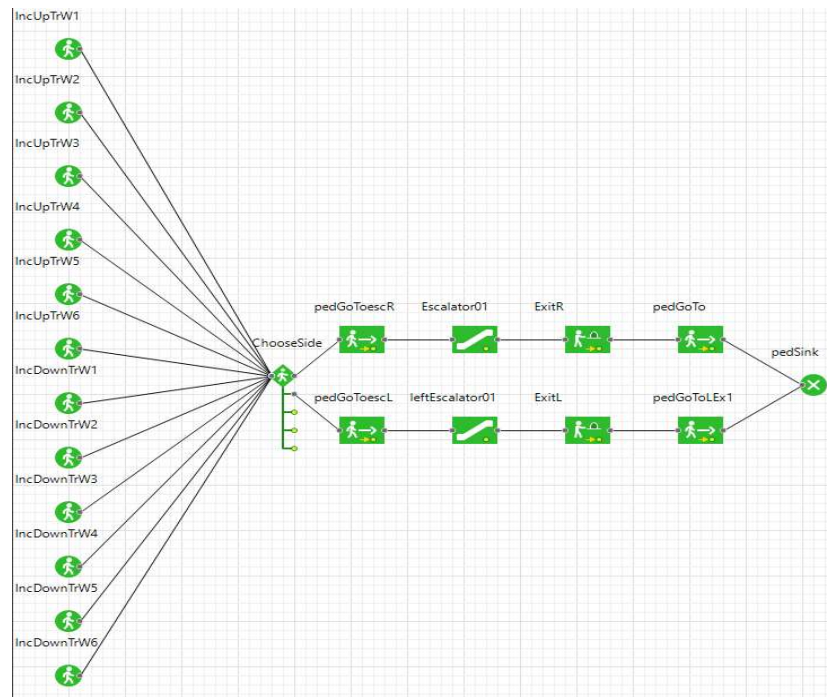 IncUpTrW1
IncUpTrW2
IncUpTrW3
IncUpTrW4
IncUpTrW5
IncUpTrW6
IncDownTrW1
IncDownTrW2
IncDownTrW3
IncDownTrW4
IncDownTrW5
IncDownTrW6
ChooseSide
pedGoToescR Escalator01 ExitR pedGoTo
pedGoToescL leftEscalator01 ExitL pedGoToLEx1
pedSink